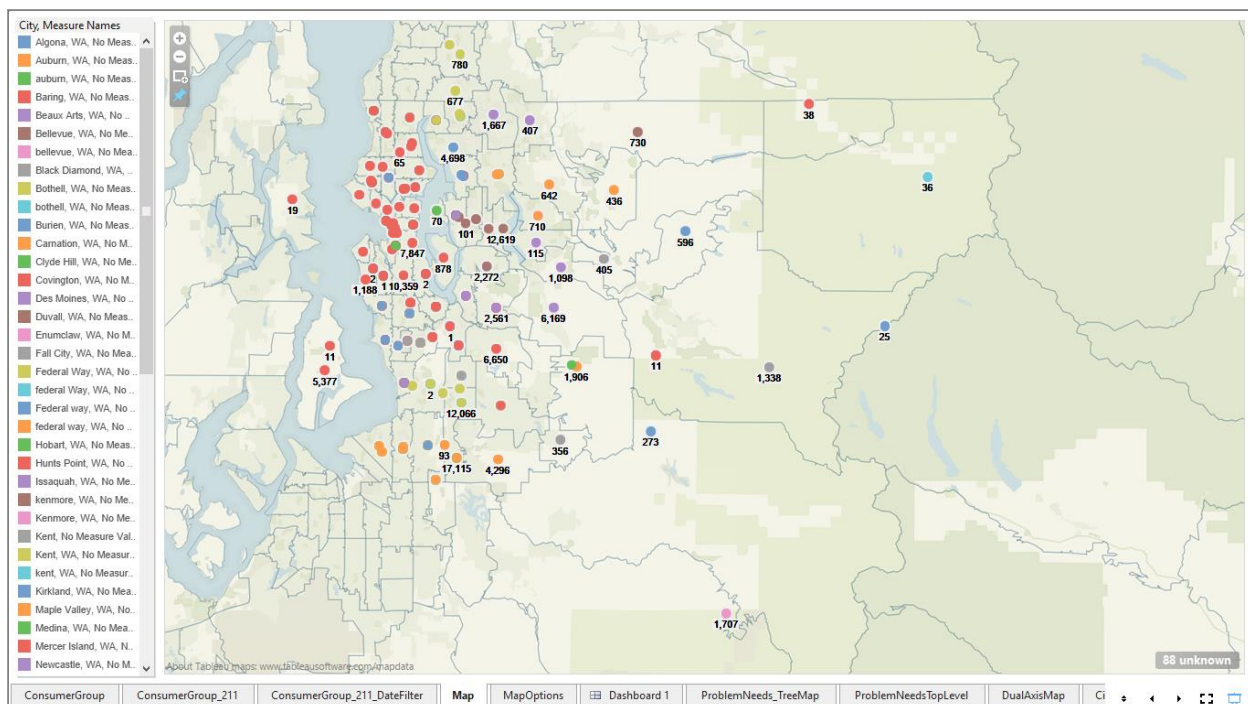 City, Measure Names
Algona, WA, No Meas..
Auburn, WA, No Meas..
auburn, WA, No Meas..
Baring, WA, No Meas..
Beaux Arts, WA, No ..
Bellevue, WA, No Me..
bellevue, WA, No Mea..
Black Diamond, WA, ..
Bothell, WA, No Meas..
bothell, WA, No Meas..
Burien, WA, No Meas..
Carnation, WA, No M..
Clyde Hill, WA, No Me..
Covington, WA, No M..
Des Moines, WA, No ..
Duvall, WA, No Meas..
Enumclaw, WA, No M..
Fall City, WA, No Mea..
Federal Way, WA, No ..
federal Way, WA, No ..
Federal way, WA, No ..
federal way, WA, No ..
Hobart, WA, No Meas..
Hunts Point, WA, No ..
Issaquah, WA, No Me..
kenmore, WA, No Me..
Kenmore, WA, No Me..
Kent, No Measure Val..
Kent, WA, No Measur..
kent, WA, No Measur..
Kirkland, WA, No Mea..
Maple Valley, WA, No..
Medina, WA, No Mea..
Mercer Island, WA, N..
Newcastle, WA, No M..
780
677
1,667
407
38
730
65
4,698
36
642
436
19
70
101
12,619
710
596
7,847
878
115
405
2
1,188
1
10,359
2
2,272
1,098
2,561
6,169
25
1
11
6,650
11
5,377
1,906
1,338
2
12,066
356
273
93
17,115
4,296
1,707
About Tableau maps: www.tableausoftware.com/mapdata
88 unknown
ConsumerGroup
ConsumerGroup_211
ConsumerGroup_211_DateFilter
Map
MapOptions
Dashboard 1
ProblemNeeds_TreeMap
ProblemNeedsTopLevel
DualAxisMap
Ci